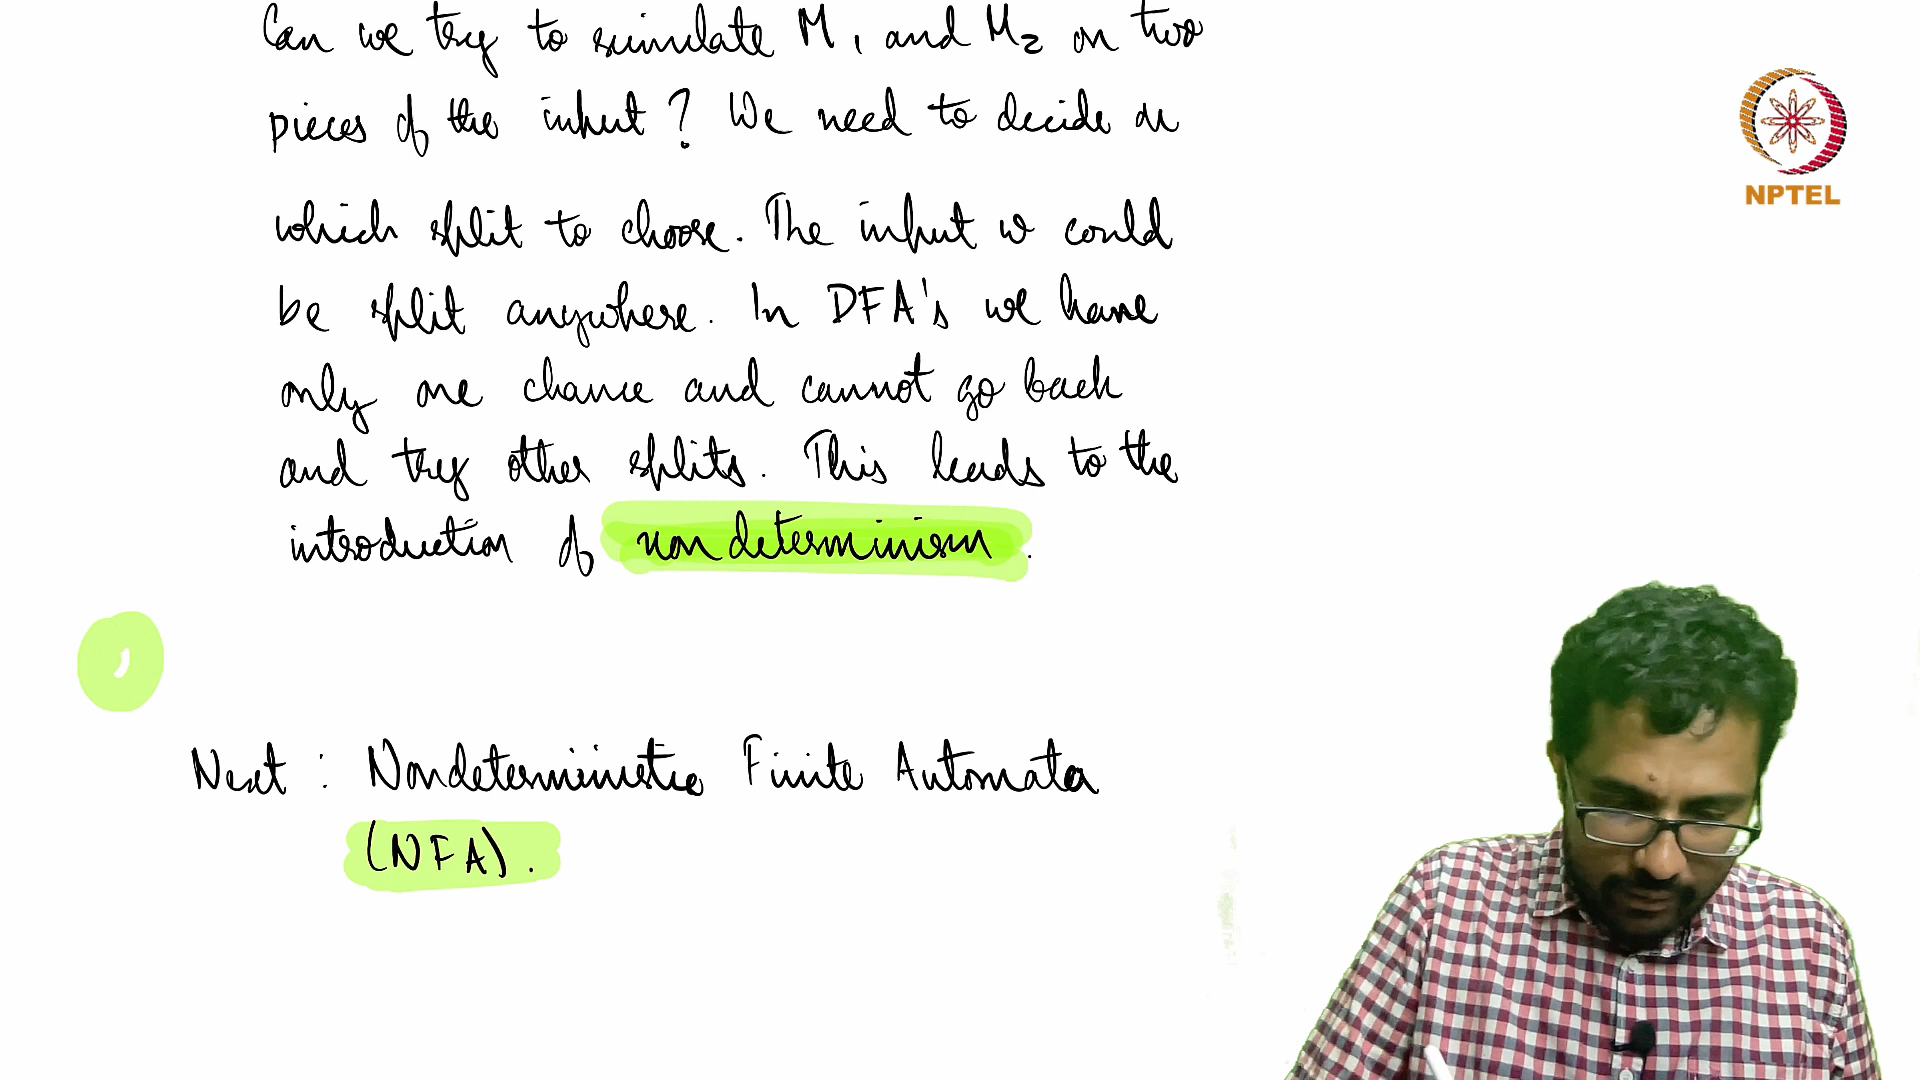 Can we try to simulate M1 and M2 on two
pieces of the input? We need to decide on
which split to choose. The input w could
be split anywhere. In DFA's we have
only one chance and cannot go back
and try other splits. This leads to the
introduction of nondeterminism.
Next: Nondeterministic Finite Automata
(NFA).
NPTEL